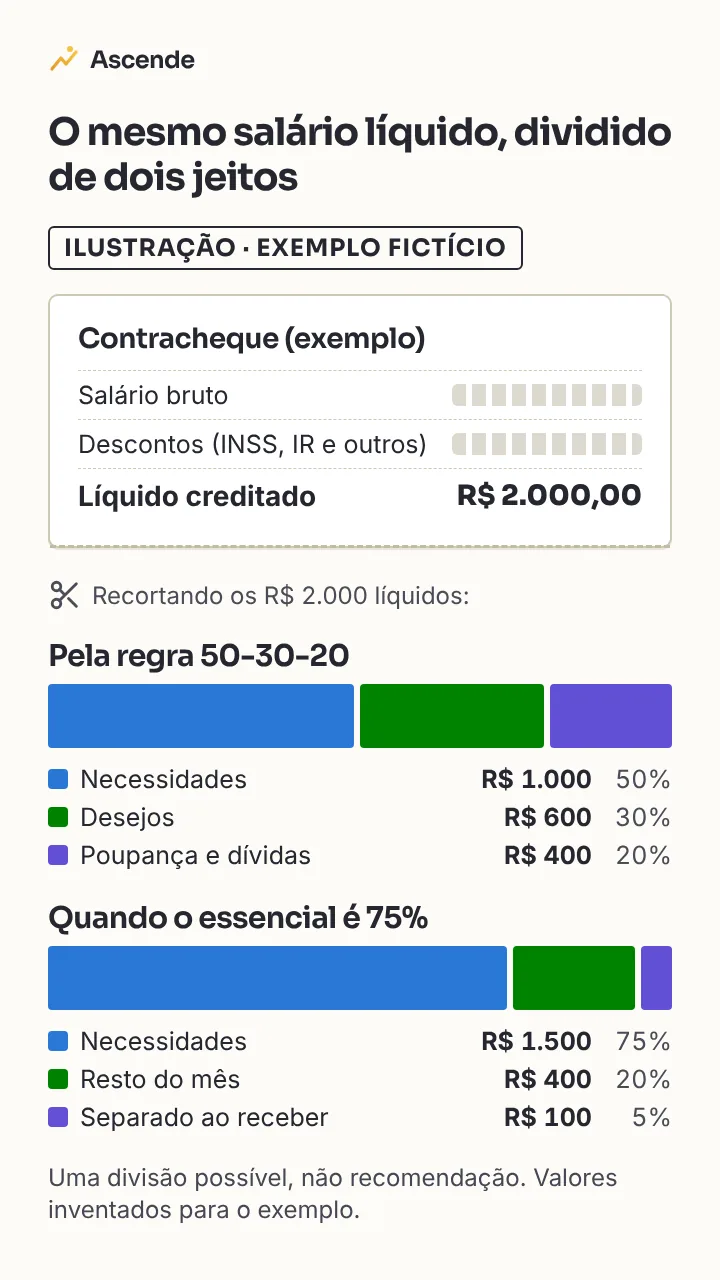 Ascende
O mesmo salário líquido, dividido
de dois jeitos
ILUSTRAÇÃO · EXEMPLO FICTÍCIO
Contracheque (exemplo)
Salário bruto
Descontos (INSS, IR e outros)
Líquido creditado R$ 2.000,00
Recortando os R$ 2.000 líquidos:
Pela regra 50-30-20
Necessidades R$ 1.000 50%
Desejos R$ 600 30%
Poupança e dívidas R$ 400 20%
Quando o essencial é 75%
Necessidades R$ 1.500 75%
Resto do mês R$ 400 20%
Separado ao receber R$ 100 5%
Uma divisão possível, não recomendação. Valores
inventados para o exemplo.